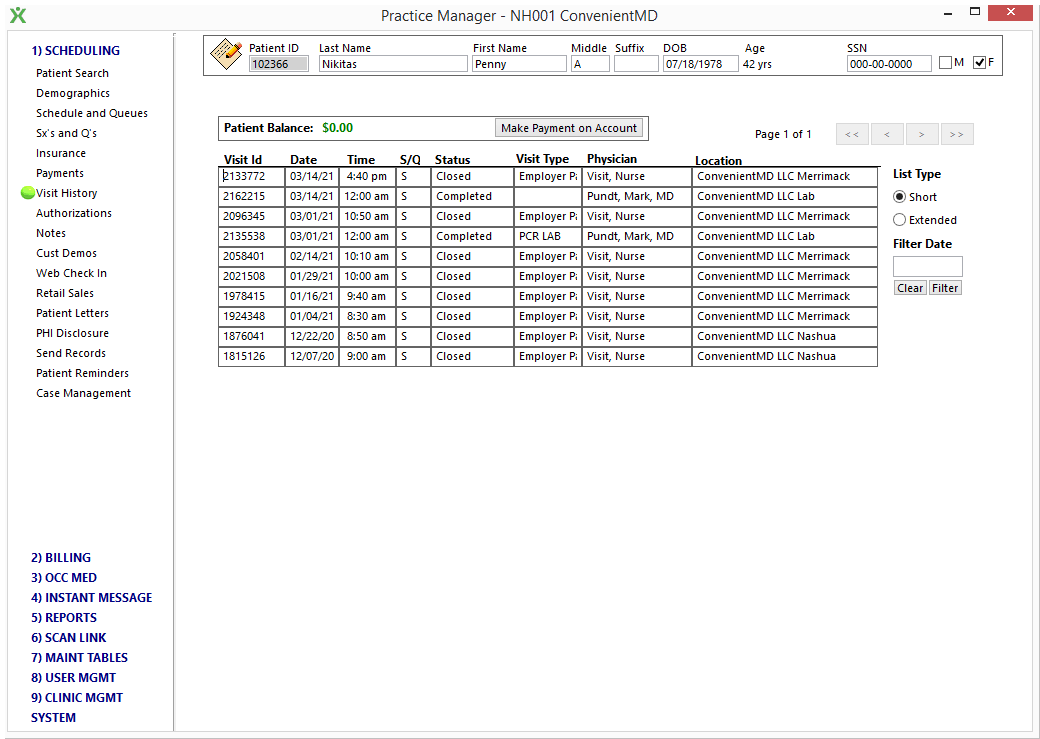 Practice Manager - NH001 ConvenientMD
1) SCHEDULING
Patient Search
Demographics
Schedule and Queues
Sx's and Q's
Insurance
Payments
Visit History
Authorizations
Notes
Cust Demos
Web Check In
Retail Sales
Patient Letters
PHI Disclosure
Send Records
Patient Reminders
Case Management
2) BILLING
3) OCC MED
4) INSTANT MESSAGE
5) REPORTS
6) SCAN LINK
7) MAINT TABLES
8) USER MGMT
9) CLINIC MGMT
SYSTEM
Patient ID Last Name First Name Middle Suffix DOB Age SSN
102366 Nikitas Penny A 07/18/1978 42 yrs 000-00-0000 M F
Patient Balance: $0.00 Make Payment on Account
Page 1 of 1 << < > >>
Visit Id Date Time S/Q Status Visit Type Physician Location
2133772 03/14/21 4:40 pm S Closed Employer Pa Visit, Nurse ConvenientMD LLC Merrimack
2162215 03/14/21 12:00 am S Completed Pundt, Mark, MD ConvenientMD LLC Lab
2096345 03/01/21 10:50 am S Closed Employer Pa Visit, Nurse ConvenientMD LLC Merrimack
2135538 03/01/21 12:00 am S Completed PCR LAB Pundt, Mark, MD ConvenientMD LLC Lab
2058401 02/14/21 10:10 am S Closed Employer Pa Visit, Nurse ConvenientMD LLC Merrimack
2021508 01/29/21 10:00 am S Closed Employer Pa Visit, Nurse ConvenientMD LLC Merrimack
1978415 01/16/21 9:40 am S Closed Employer Pa Visit, Nurse ConvenientMD LLC Merrimack
1924348 01/04/21 8:30 am S Closed Employer Pa Visit, Nurse ConvenientMD LLC Merrimack
1876041 12/22/20 8:50 am S Closed Employer Pa Visit, Nurse ConvenientMD LLC Nashua
1815126 12/07/20 9:00 am S Closed Employer Pa Visit, Nurse ConvenientMD LLC Nashua
List Type
Short
Extended
Filter Date
Clear Filter